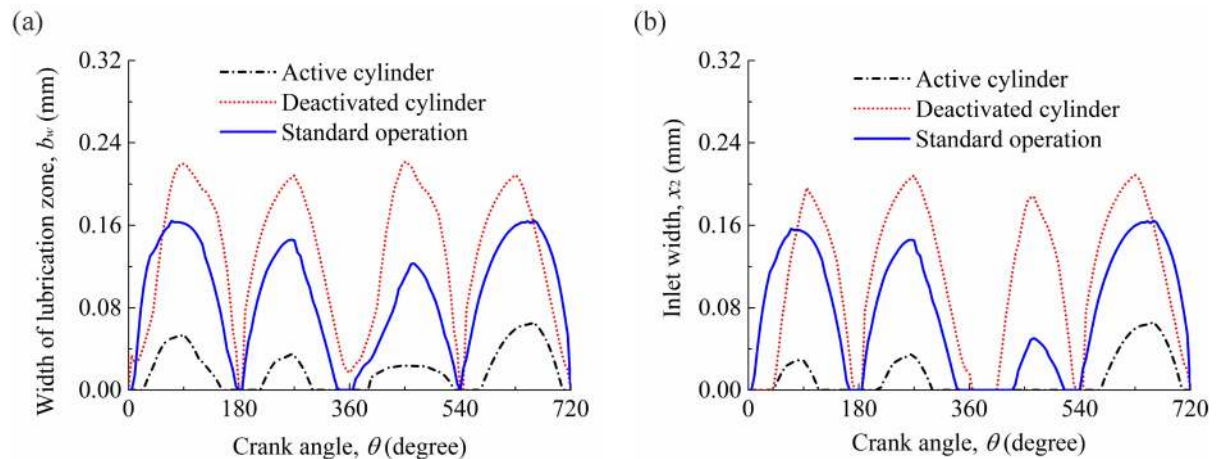 (a)
Width of lubrication zone, b_w (mm)
0.32
0.24
0.16
0.08
0.00
Active cylinder
Deactivated cylinder
Standard operation
0 180 360 540 720
Crank angle, θ (degree)
(b)
Inlet width, x₂ (mm)
0.32
0.24
0.16
0.08
0.00
Active cylinder
Deactivated cylinder
Standard operation
0 180 360 540 720
Crank angle, θ (degree)